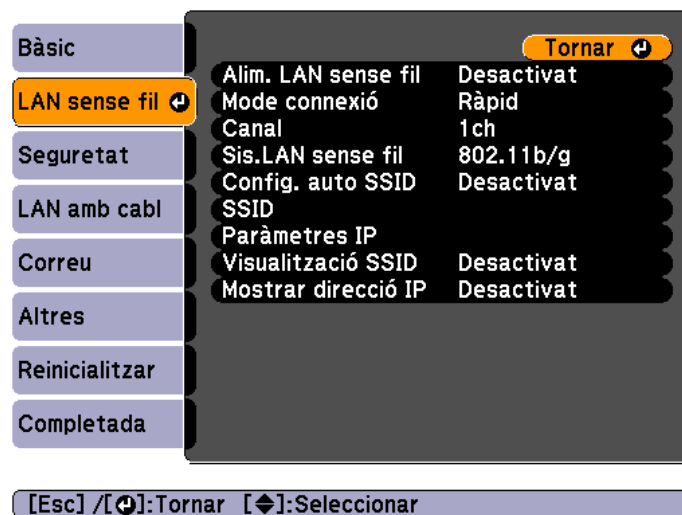 Bàsic
LAN sense fil
Seguretat
LAN amb cabl
Correu
Altres
Reinicialitzar
Completada
Tornar
Alim. LAN sense fil Desactivat
Mode connexió Ràpid
Canal 1ch
Sis.LAN sense fil 802.11b/g
Config. auto SSID Desactivat
SSID
Paràmetres IP
Visualització SSID Desactivat
Mostrar direcció IP Desactivat
[Esc] /[⏎]:Tornar [◆]:Seleccionar